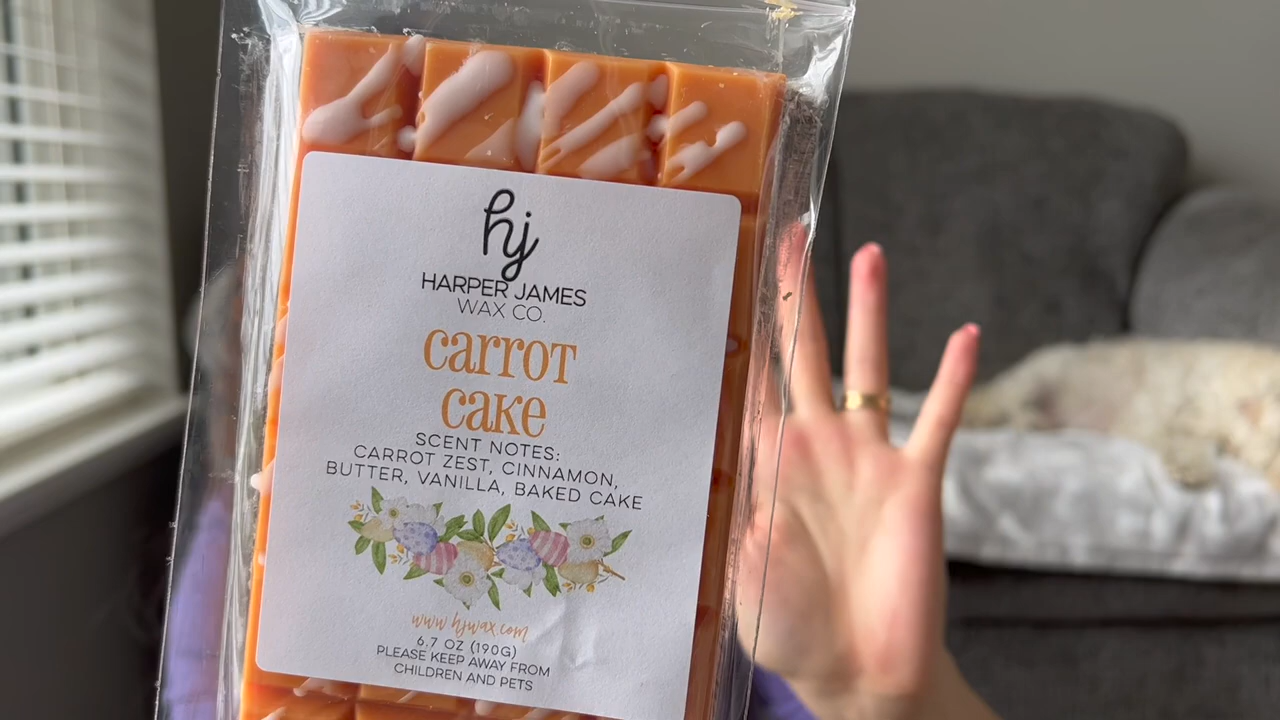 hj
HARPER JAMES
WAX CO.
carrot
cake
SCENT NOTES:
CARROT ZEST, CINNAMON,
BUTTER, VANILLA, BAKED CAKE
www.hjwax.com
6.7 OZ (190G)
PLEASE KEEP AWAY FROM
CHILDREN AND PETS